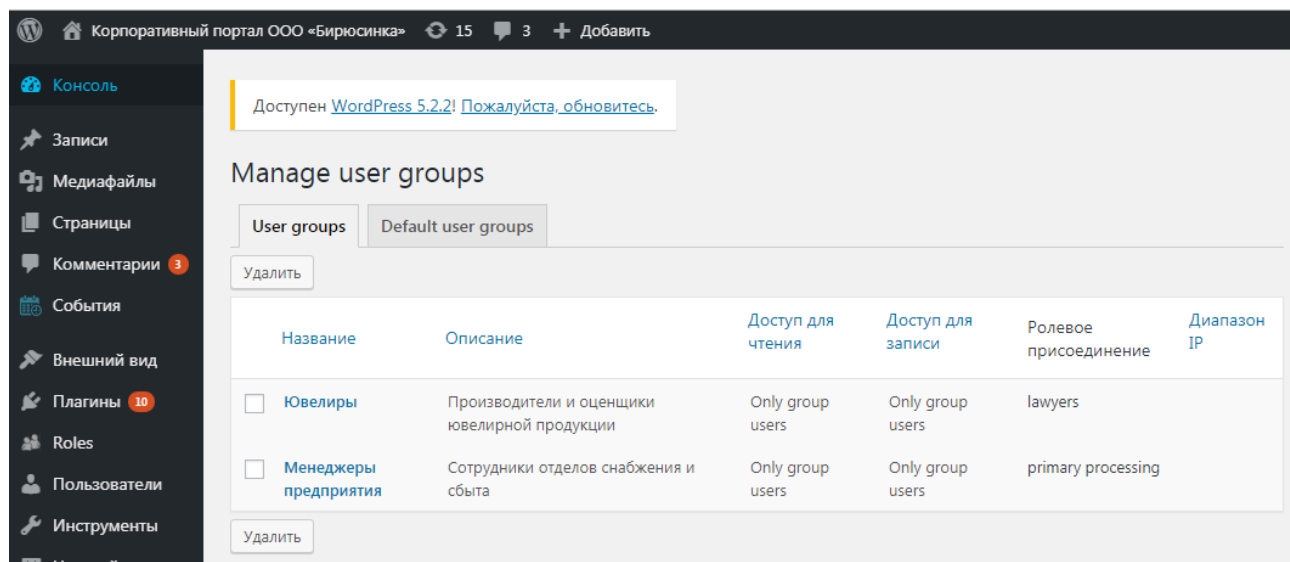 Корпоративный портал ООО «Бирюсинка» 15 3 Добавить
Консоль
Записи
Медиафайлы
Страницы
Комментарии 3
События
Внешний вид
Плагины 10
Roles
Пользователи
Инструменты
Доступен WordPress 5.2.2! Пожалуйста, обновитесь.
Manage user groups
User groups Default user groups
Удалить
Название Описание Доступ для чтения Доступ для записи Ролевое присоединение Диапазон IP
Ювелиры Производители и оценщики ювелирной продукции Only group users Only group users lawyers
Менеджеры предприятия Сотрудники отделов снабжения и сбыта Only group users Only group users primary processing
Удалить